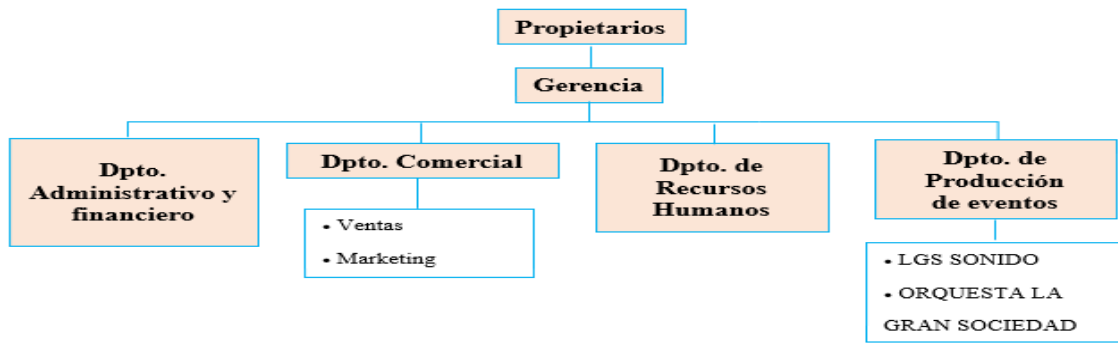 Propietarios
Gerencia
Dpto.
Administrativo y
financiero
Dpto. Comercial
• Ventas
• Marketing
Dpto. de
Recursos
Humanos
Dpto. de
Producción
de eventos
• LGS SONIDO
• ORQUESTA LA
GRAN SOCIEDAD